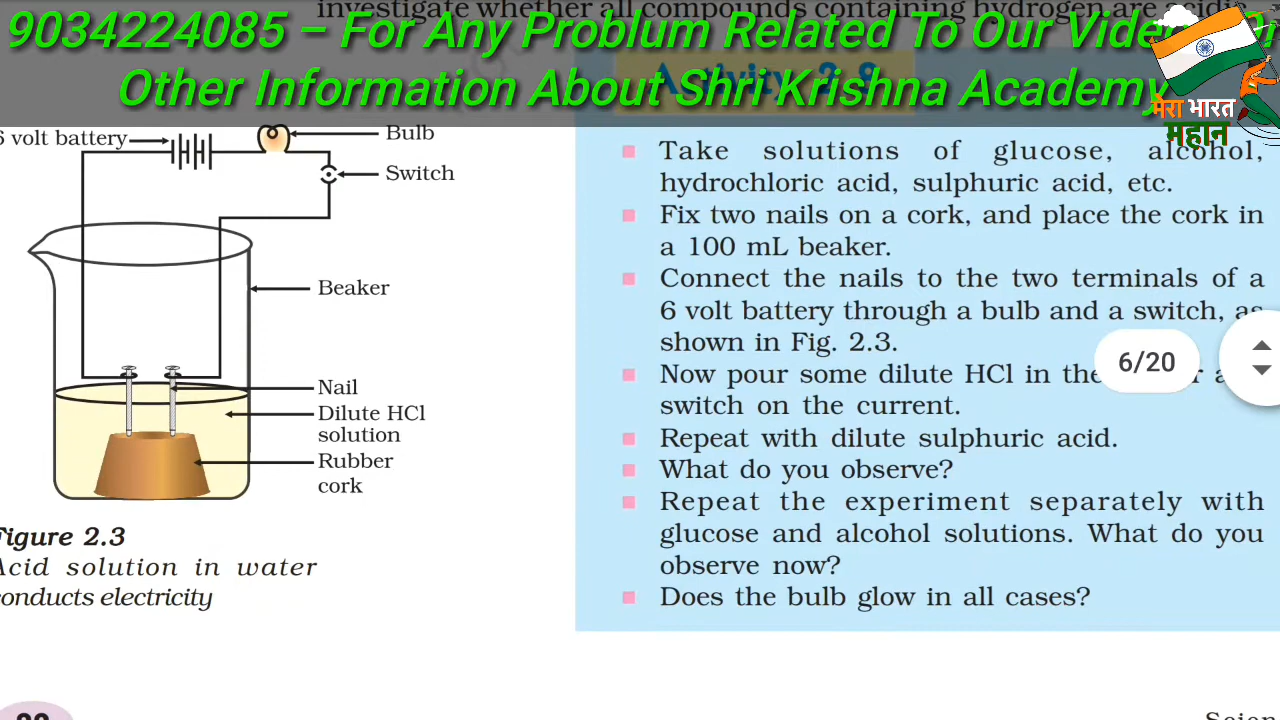 investigate whether all compounds containing hydrogen are acidic
9034224085 – For Any Problum Related To Our Video Or
Other Information About Shri Krishna Academy
मेरा भारत
महान
Activity 2.8
6 volt battery
Bulb
Switch
Beaker
Nail
Dilute HCl
solution
Rubber
cork
Figure 2.3
Acid solution in water
conducts electricity
Take solutions of glucose, alcohol,
hydrochloric acid, sulphuric acid, etc.
Fix two nails on a cork, and place the cork in
a 100 mL beaker.
Connect the nails to the two terminals of a
6 volt battery through a bulb and a switch, as
shown in Fig. 2.3.
Now pour some dilute HCl in the
switch on the current.
Repeat with dilute sulphuric acid.
What do you observe?
Repeat the experiment separately with
glucose and alcohol solutions. What do you
observe now?
Does the bulb glow in all cases?
6/20